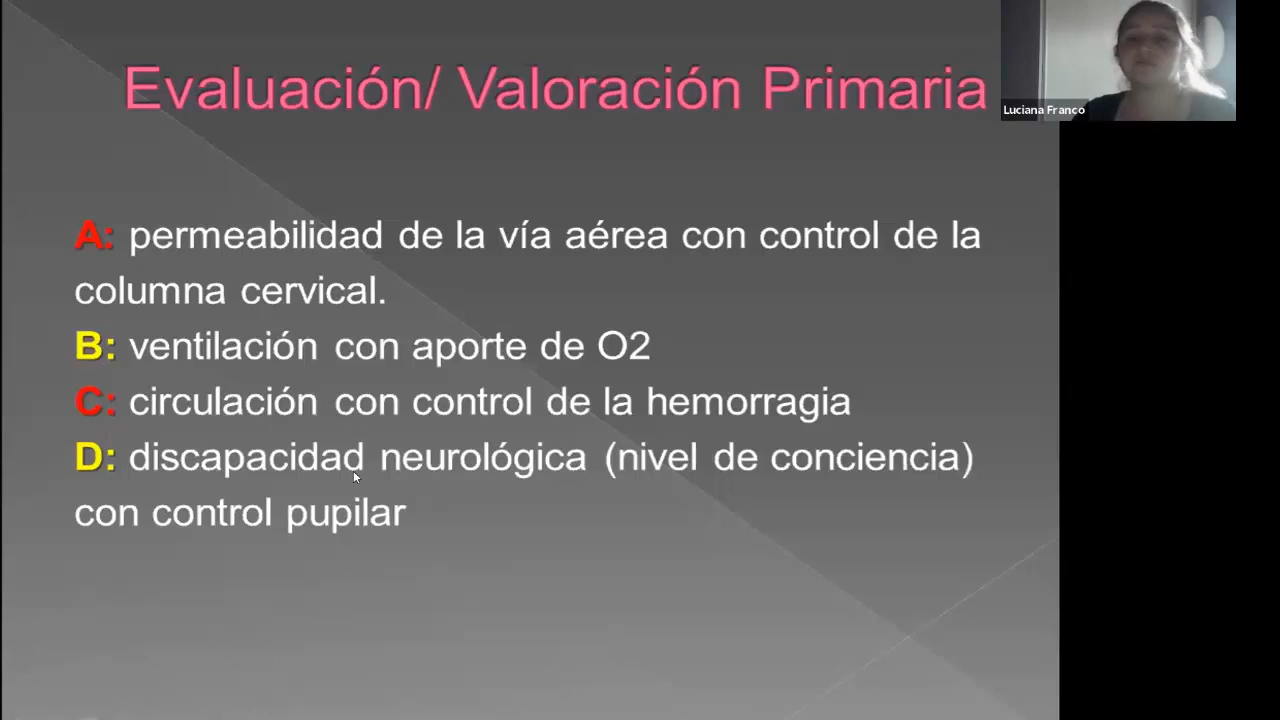 Evaluación/ Valoración Primaria
Luciana Franco
A: permeabilidad de la vía aérea con control de la
columna cervical.
B: ventilación con aporte de O2
C: circulación con control de la hemorragia
D: discapacidad neurológica (nivel de conciencia)
con control pupilar